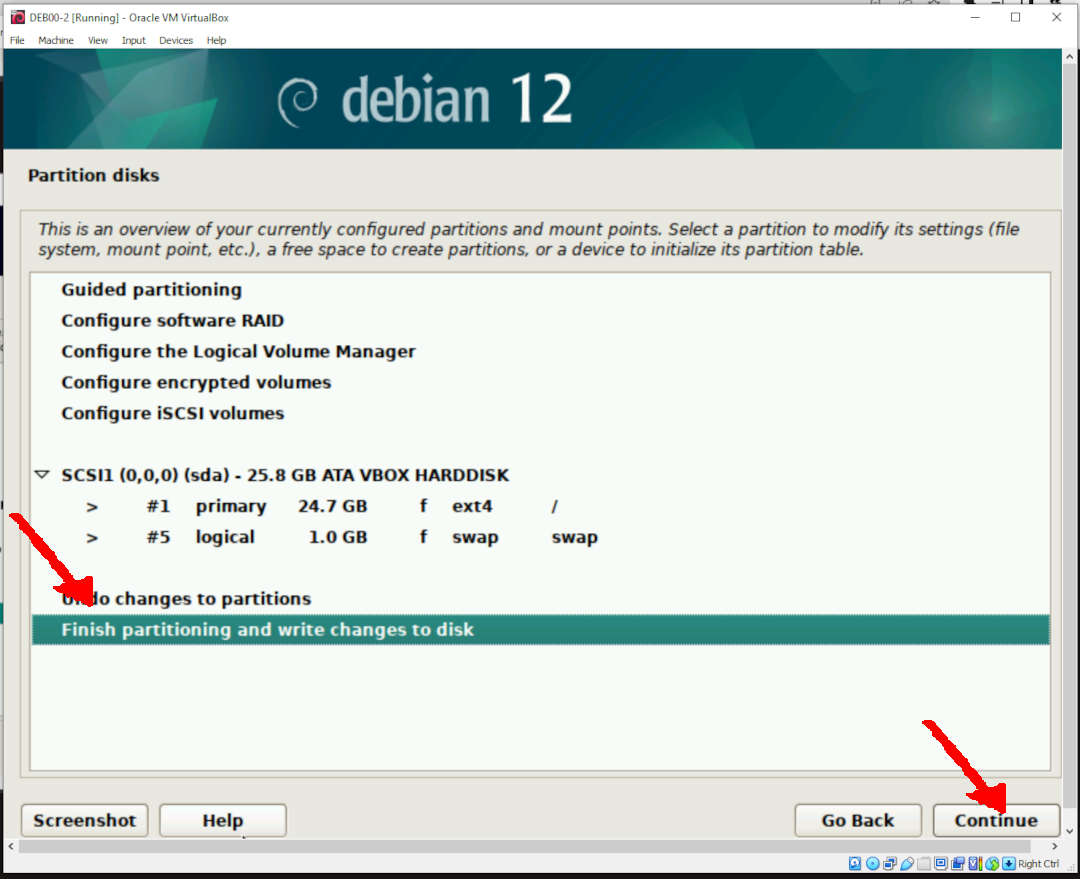 DEB00-2 [Running] - Oracle VM VirtualBox
File Machine View Input Devices Help
debian 12
Partition disks
This is an overview of your currently configured partitions and mount points. Select a partition to modify its settings (file
system, mount point, etc.), a free space to create partitions, or a device to initialize its partition table.
Guided partitioning
Configure software RAID
Configure the Logical Volume Manager
Configure encrypted volumes
Configure iSCSI volumes
SCSI1 (0,0,0) (sda) - 25.8 GB ATA VBOX HARDDISK
> #1 primary 24.7 GB f ext4 /
> #5 logical 1.0 GB f swap swap
Undo changes to partitions
Finish partitioning and write changes to disk
Screenshot Help Go Back Continue
Right Ctrl